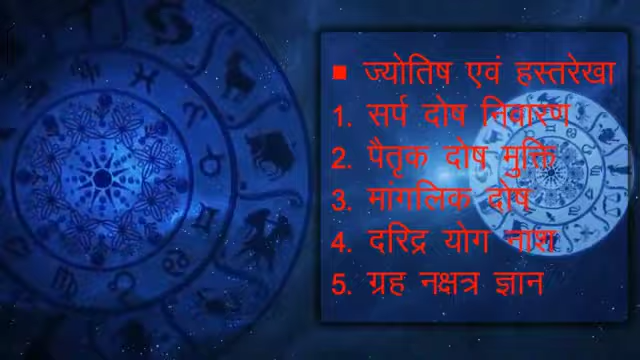 ▪ ज्योतिष एवं हस्तरेखा
1. सर्प दोष निवारण
2. पैतृक दोष मुक्ति
3. मांगलिक दोष
4. दरिद्र योग नाश
5. ग्रह नक्षत्र ज्ञान